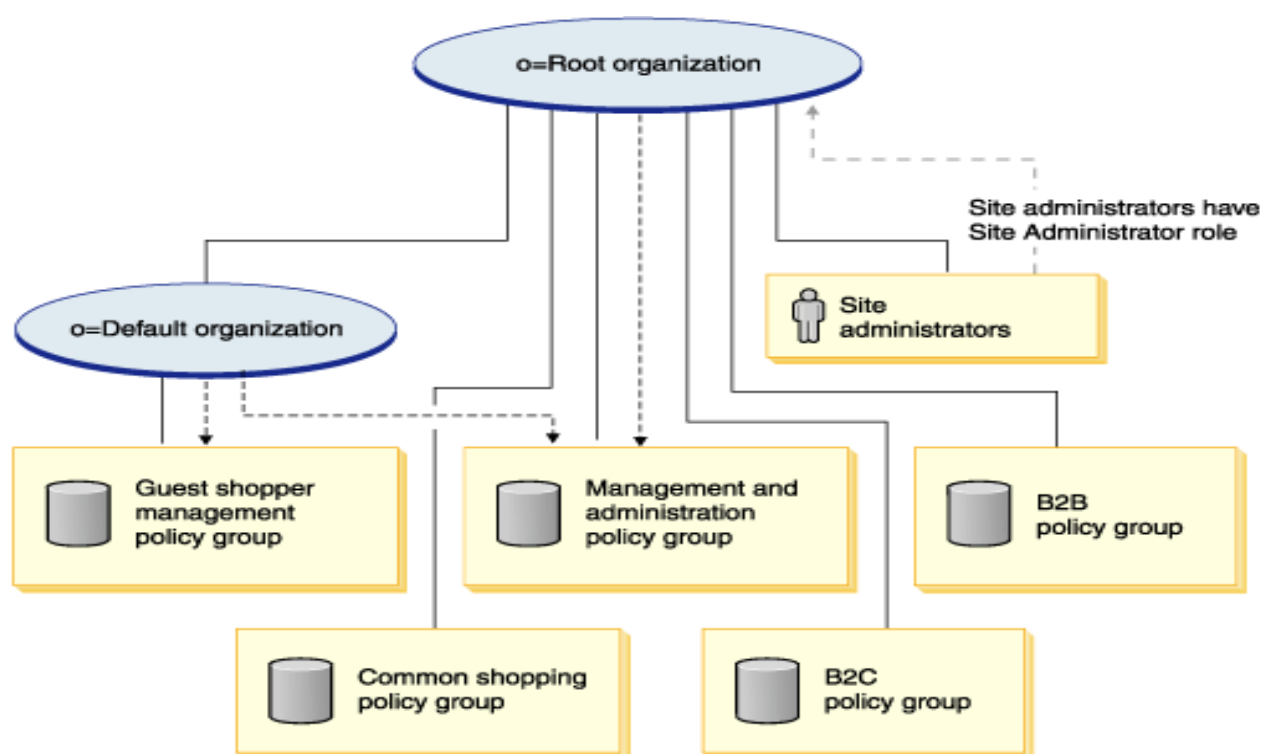 o=Root organization
Site administrators have
Site Administrator role
Site
administrators
o=Default organization
Guest shopper
management
policy group
Management and
administration
policy group
B2B
policy group
Common shopping
policy group
B2C
policy group